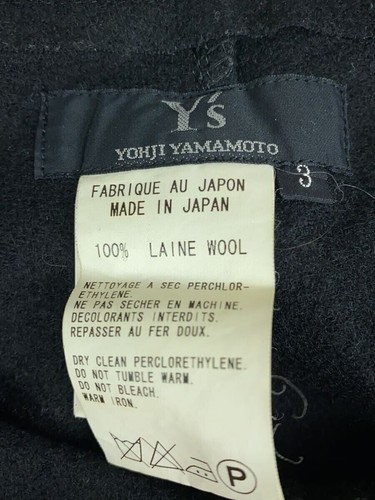 Y's
YOHJI YAMAMOTO
3
FABRIQUE AU JAPON
MADE IN JAPAN
100% LAINE WOOL
NETTOYAGE A SEC PERCHLOR-
ETHYLENE.
NE PAS SECHER EN MACHINE.
DECOLORANTS INTERDITS.
REPASSER AU FER DOUX.
DRY CLEAN PERCLORETHYLENE.
DO NOT TUMBLE WARM.
DO NOT BLEACH.
WARM IRON.
P